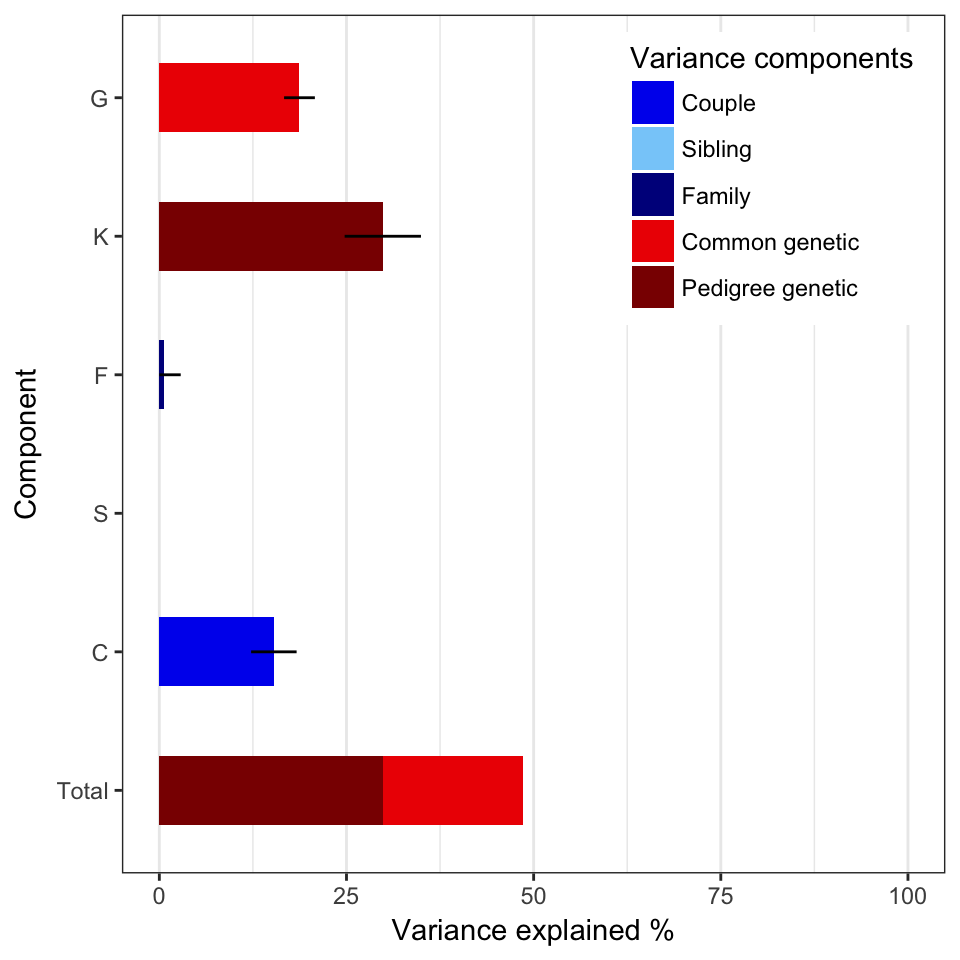 Variance components
Couple
Sibling
Family
Common genetic
Pedigree genetic
Component
G
K
F
S
C
Total
0 25 50 75 100
Variance explained %